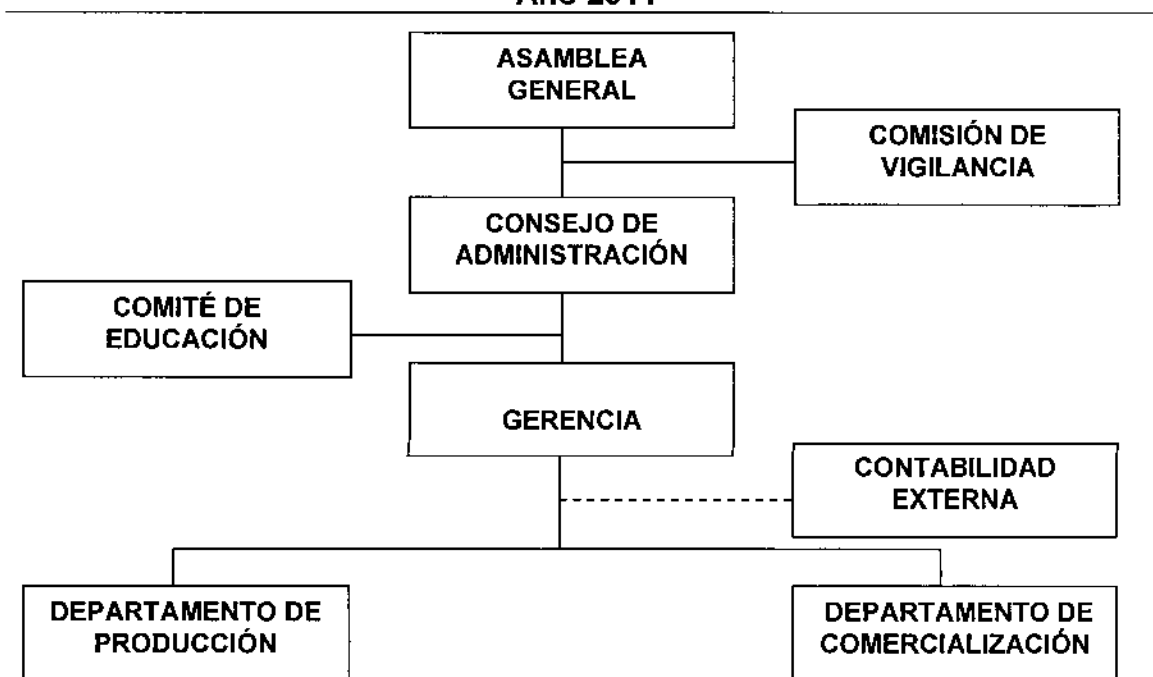 ASAMBLEA
GENERAL
COMISIÓN DE
VIGILANCIA
CONSEJO DE
ADMINISTRACIÓN
COMITÉ DE
EDUCACIÓN
GERENCIA
CONTABILIDAD
EXTERNA
DEPARTAMENTO DE
PRODUCCIÓN
DEPARTAMENTO DE
COMERCIALIZACIÓN